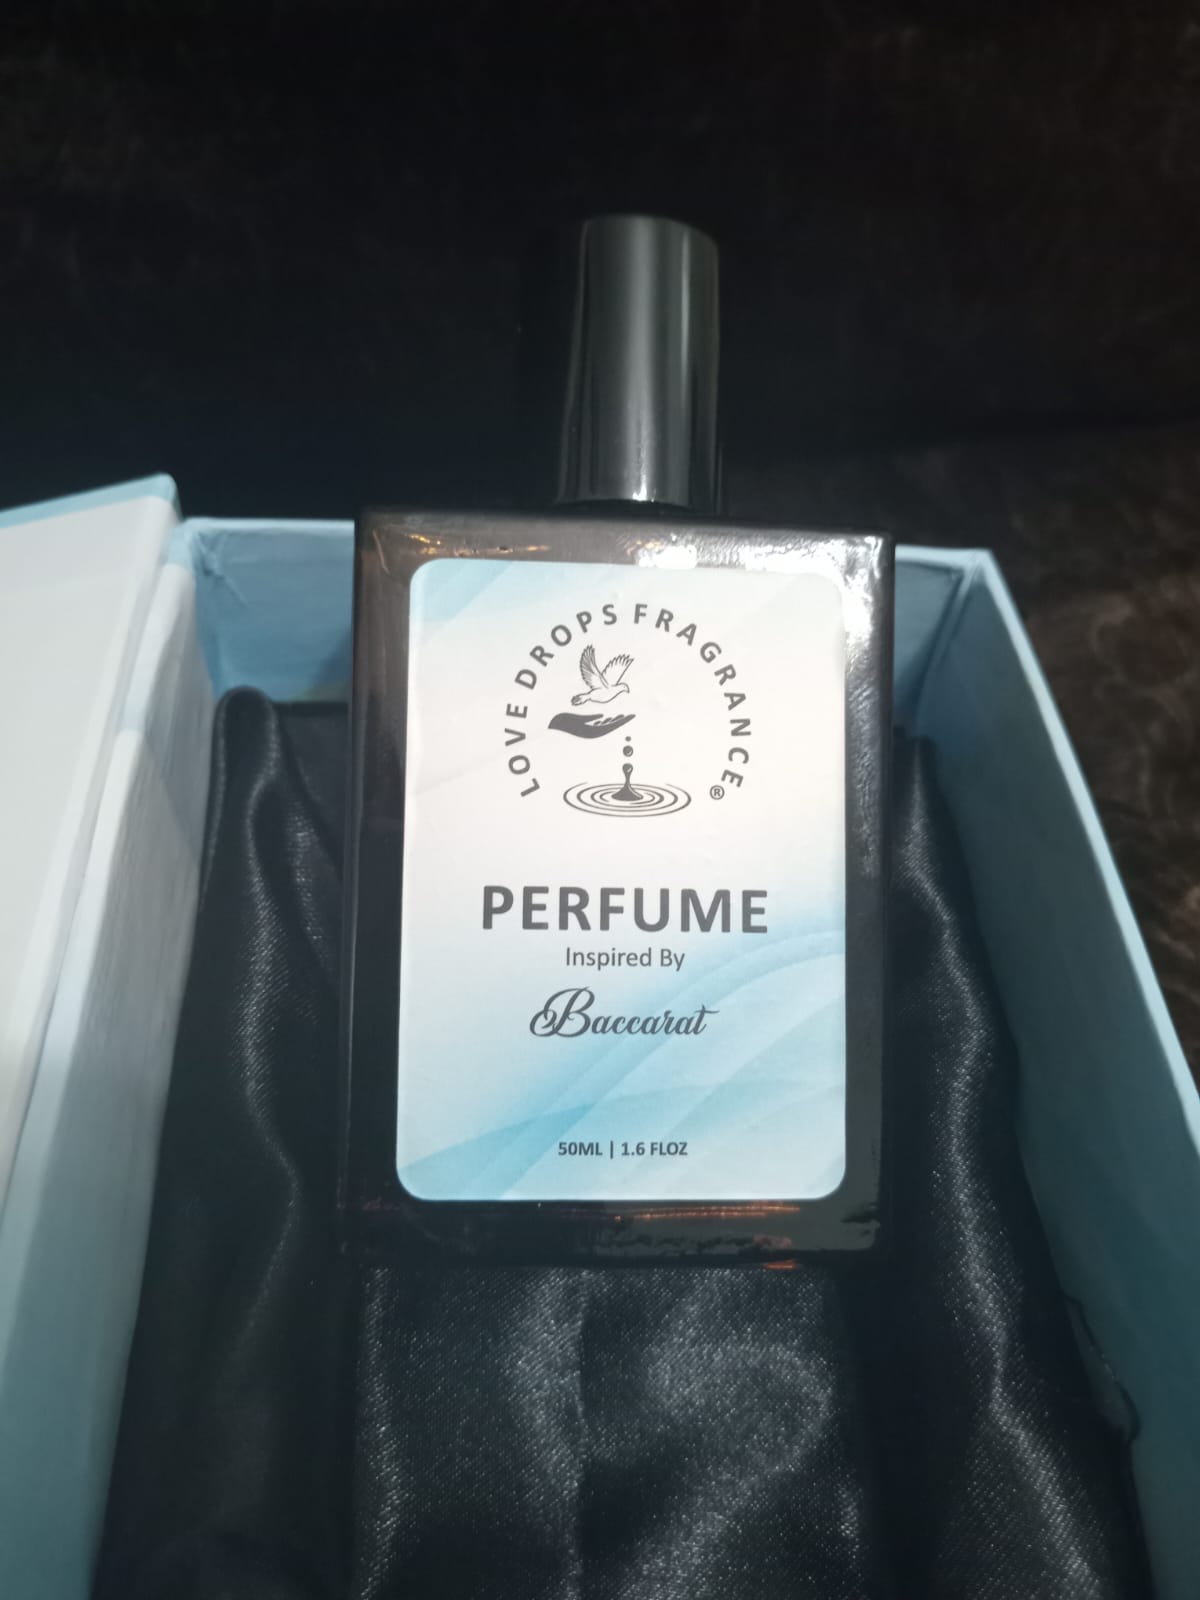 LOVE DROPS FRAGRANCE®
PERFUME
Inspired By
Baccarat
50ML | 1.6 FLOZ